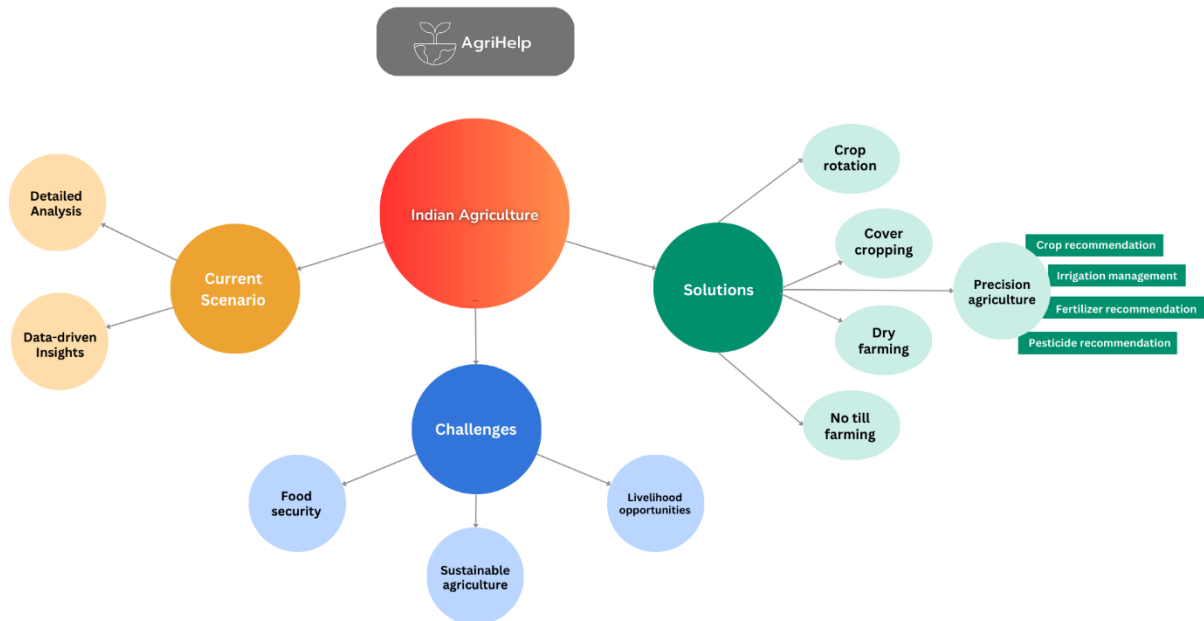 AgriHelp
Indian Agriculture
Current
Scenario
Detailed
Analysis
Data-driven
Insights
Challenges
Food
security
Sustainable
agriculture
Livelihood
opportunities
Solutions
Crop
rotation
Cover
cropping
Precision
agriculture
Crop recommendation
Irrigation management
Fertilizer recommendation
Pesticide recommendation
Dry
farming
No till
farming